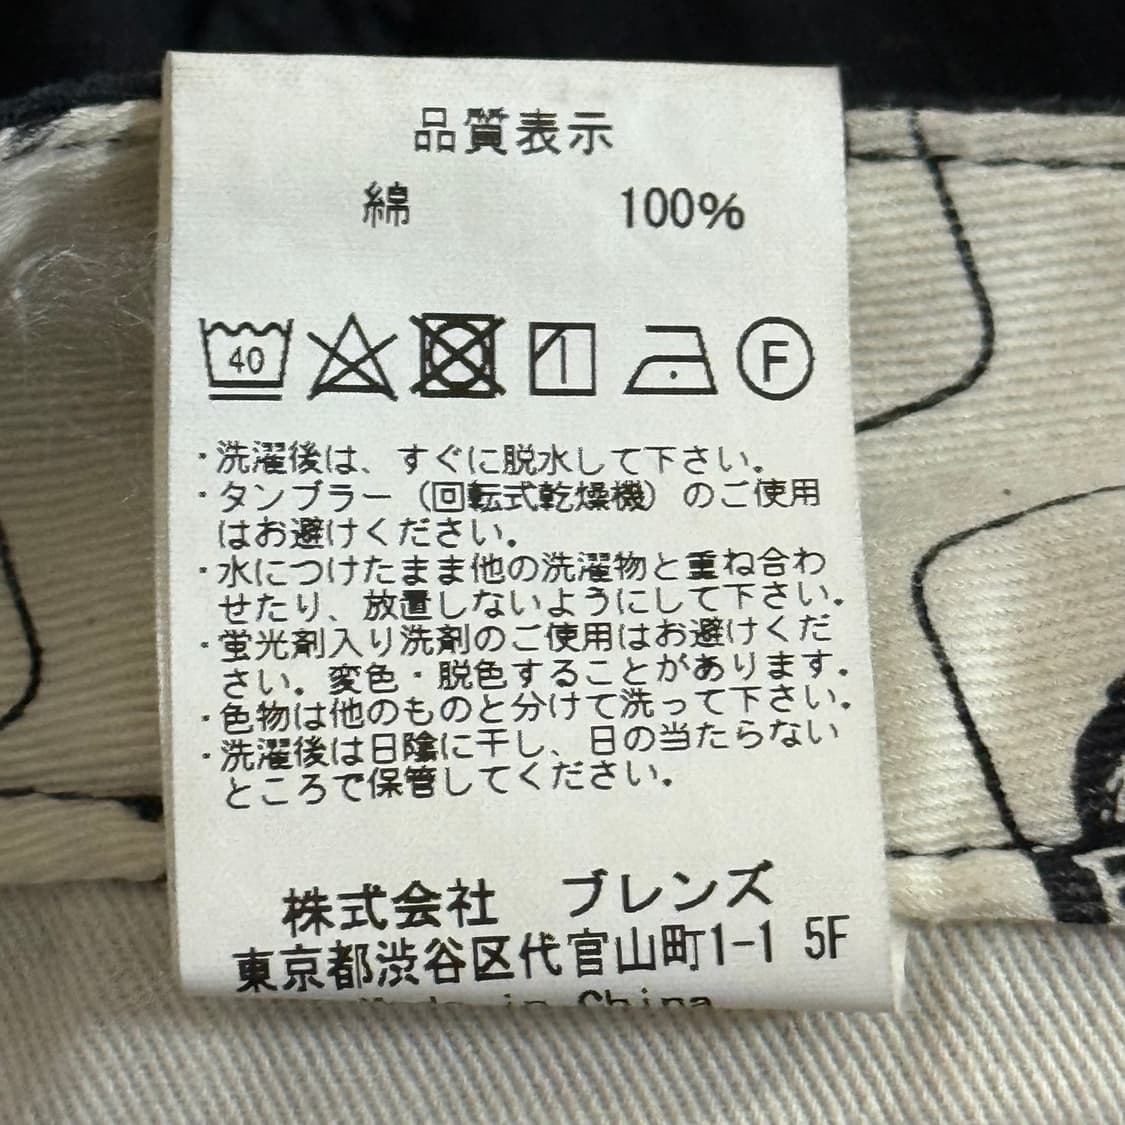 品質表示
綿 100%
40 F
・洗濯後は、すぐに脱水して下さい。
・タンブラー（回転式乾燥機）のご使用
はお避けください。
・水につけたまま他の洗濯物と重ね合わ
せたり、放置しないようにして下さい。
・蛍光剤入り洗剤のご使用はお避けくだ
さい。変色・脱色することがあります。
・色物は他のものと分けて洗って下さい。
・洗濯後は日陰に干し、日の当たらない
ところで保管してください。
株式会社 ブレンズ
東京都渋谷区代官山町1-1 5F
Made in China